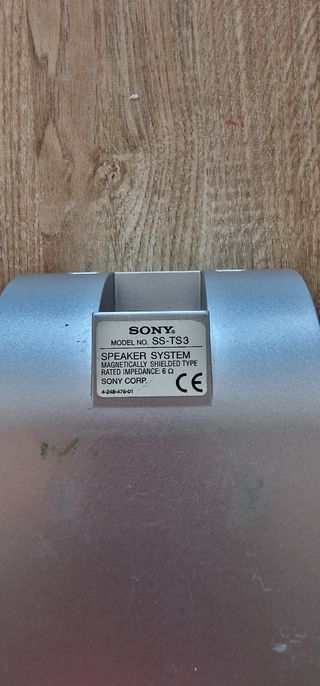 SONY®
MODEL NO. SS-TS3
SPEAKER SYSTEM
MAGNETICALLY SHIELDED TYPE
RATED IMPEDANCE: 6 Ω
SONY CORP. CE
4-248-476-01